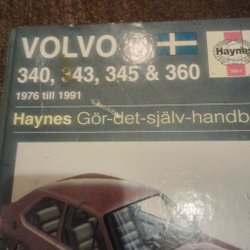 VOLVO
Haynes
340, 343, 345 & 360
1976 till 1991
Haynes Gör-det-själv-handb